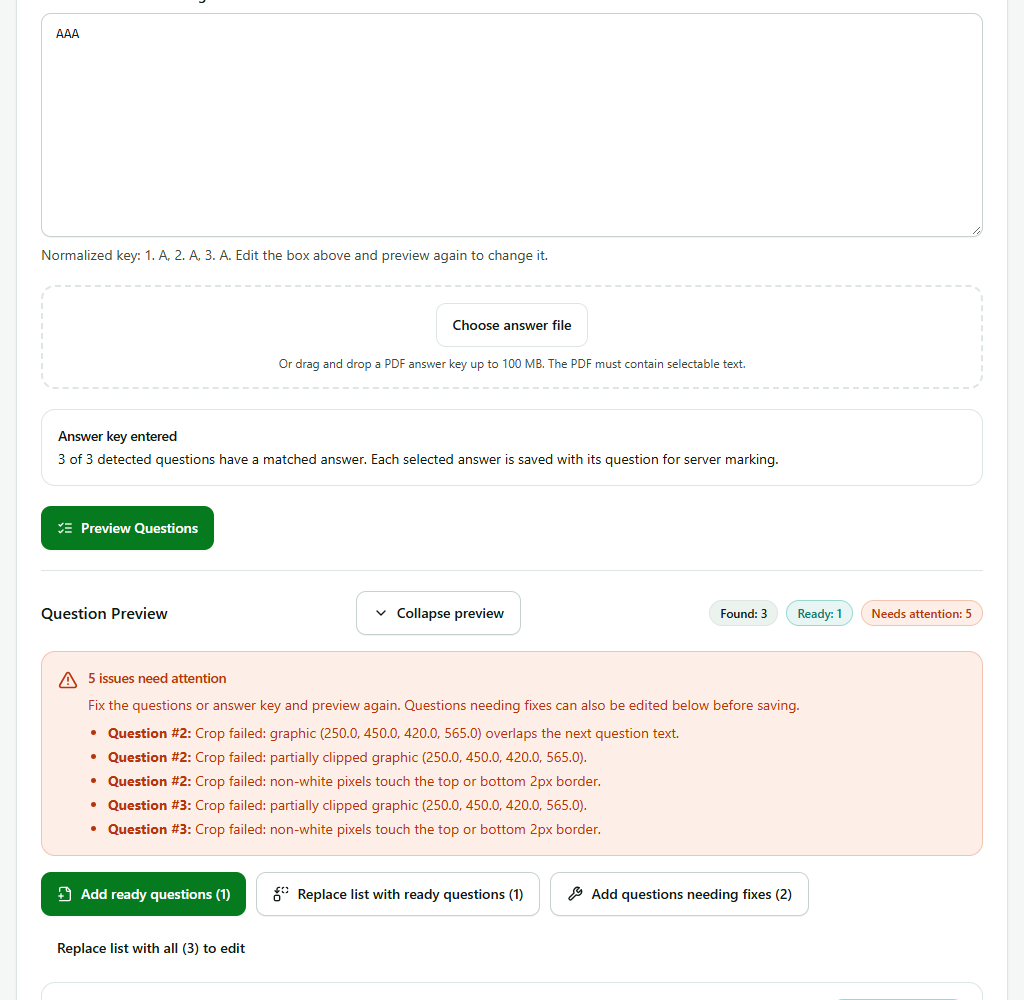 AAA
Normalized key: 1. A, 2. A, 3. A. Edit the box above and preview again to change it.
Choose answer file
Or drag and drop a PDF answer key up to 100 MB. The PDF must contain selectable text.
Answer key entered
3 of 3 detected questions have a matched answer. Each selected answer is saved with its question for server marking.
Preview Questions
Question Preview
Collapse preview
Found: 3
Ready: 1
Needs attention: 5
5 issues need attention
Fix the questions or answer key and preview again. Questions needing fixes can also be edited below before saving.
Question #2: Crop failed: graphic (250.0, 450.0, 420.0, 565.0) overlaps the next question text.
Question #2: Crop failed: partially clipped graphic (250.0, 450.0, 420.0, 565.0).
Question #2: Crop failed: non-white pixels touch the top or bottom 2px border.
Question #3: Crop failed: partially clipped graphic (250.0, 450.0, 420.0, 565.0).
Question #3: Crop failed: non-white pixels touch the top or bottom 2px border.
Add ready questions (1)
Replace list with ready questions (1)
Add questions needing fixes (2)
Replace list with all (3) to edit